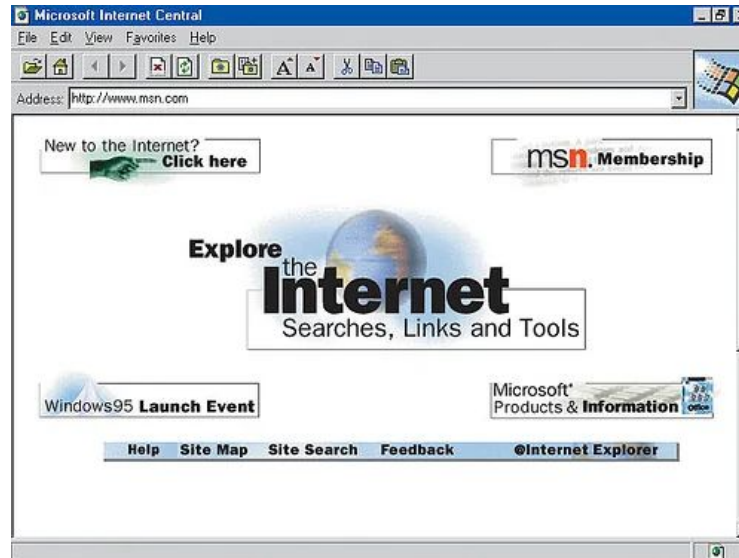 Microsoft Internet Central
File Edit View Favorites Help
A A
Address: http://www.msn.com
New to the Internet?
Click here
msn. Membership
Explore
the
Internet
Searches, Links and Tools
Windows95 Launch Event
Microsoft
Products & Information
Office
Help Site Map Site Search Feedback @Internet Explorer